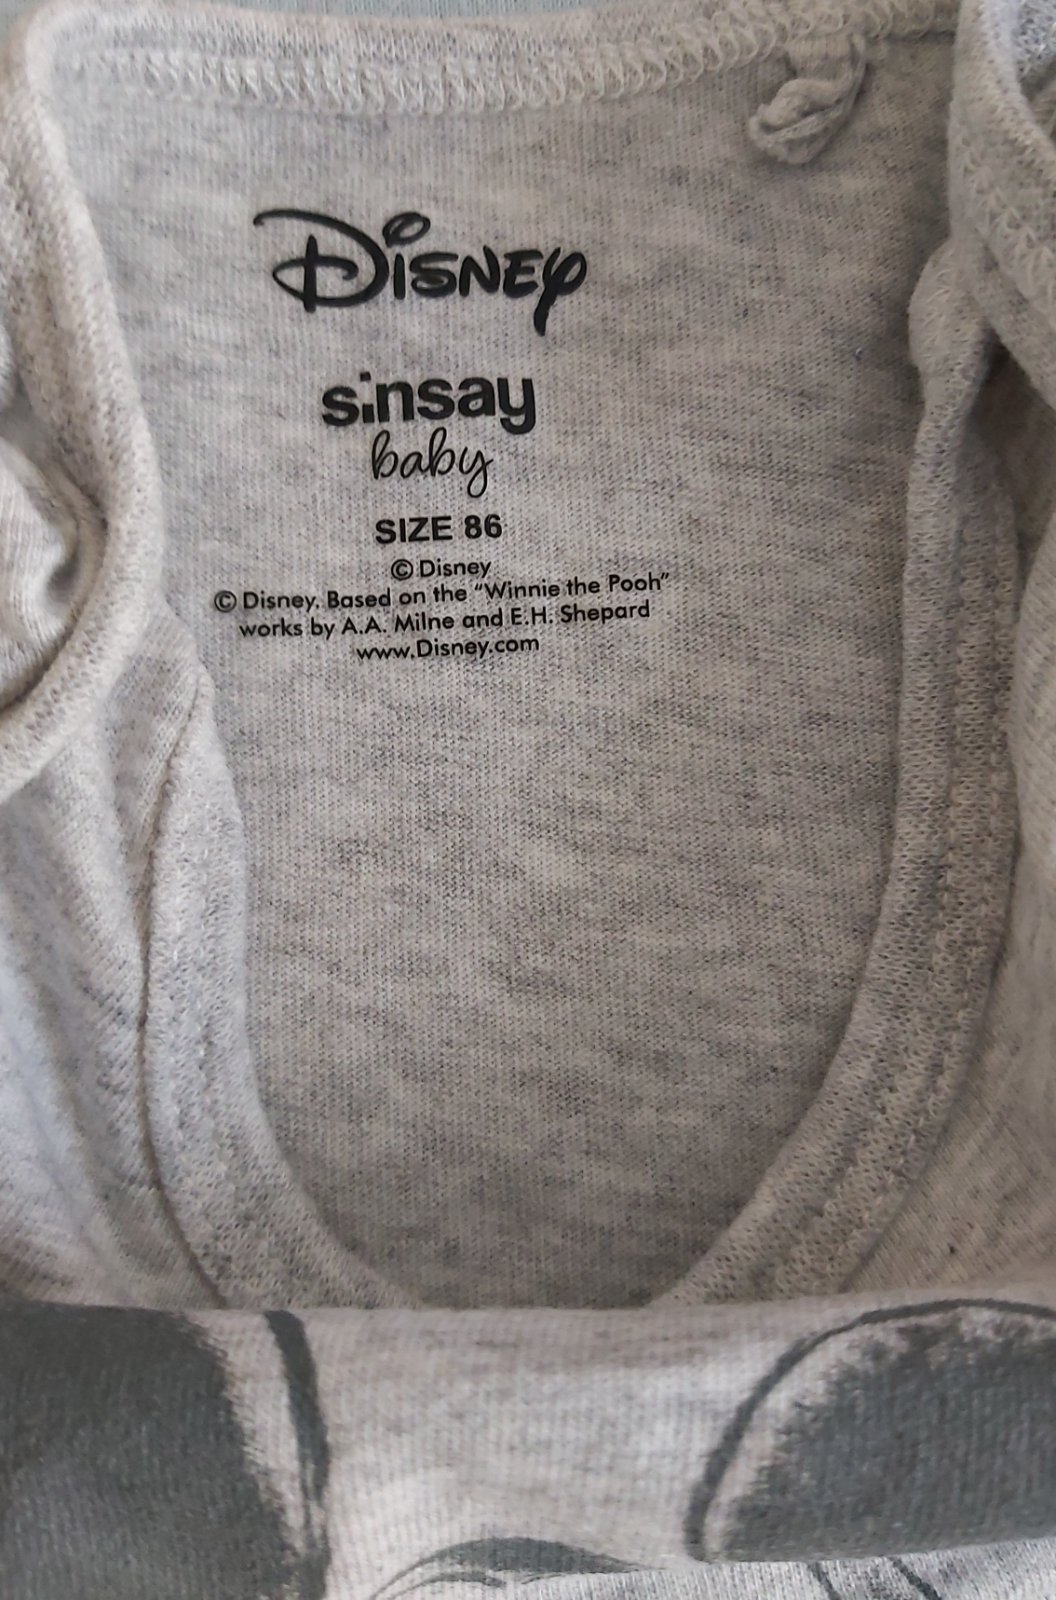 Disney
sinsay
baby
SIZE 86
© Disney
© Disney. Based on the "Winnie the Pooh"
works by A.A. Milne and E.H. Shepard
www.Disney.com